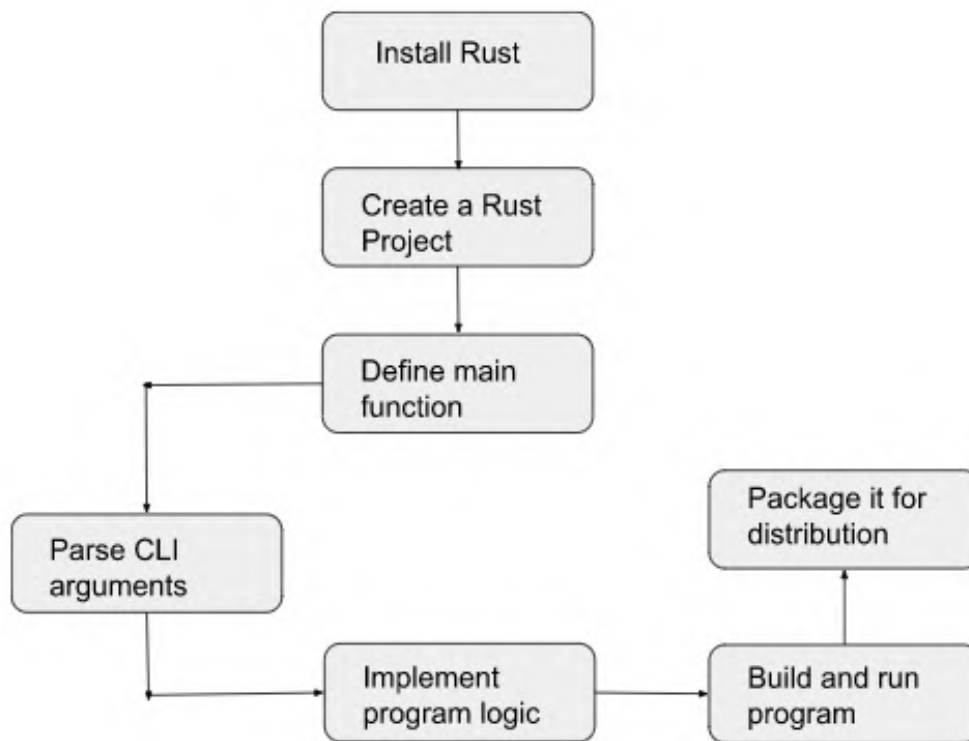 Install Rust
Create a Rust
Project
Define main
function
Parse CLI
arguments
Implement
program logic
Build and run
program
Package it for
distribution